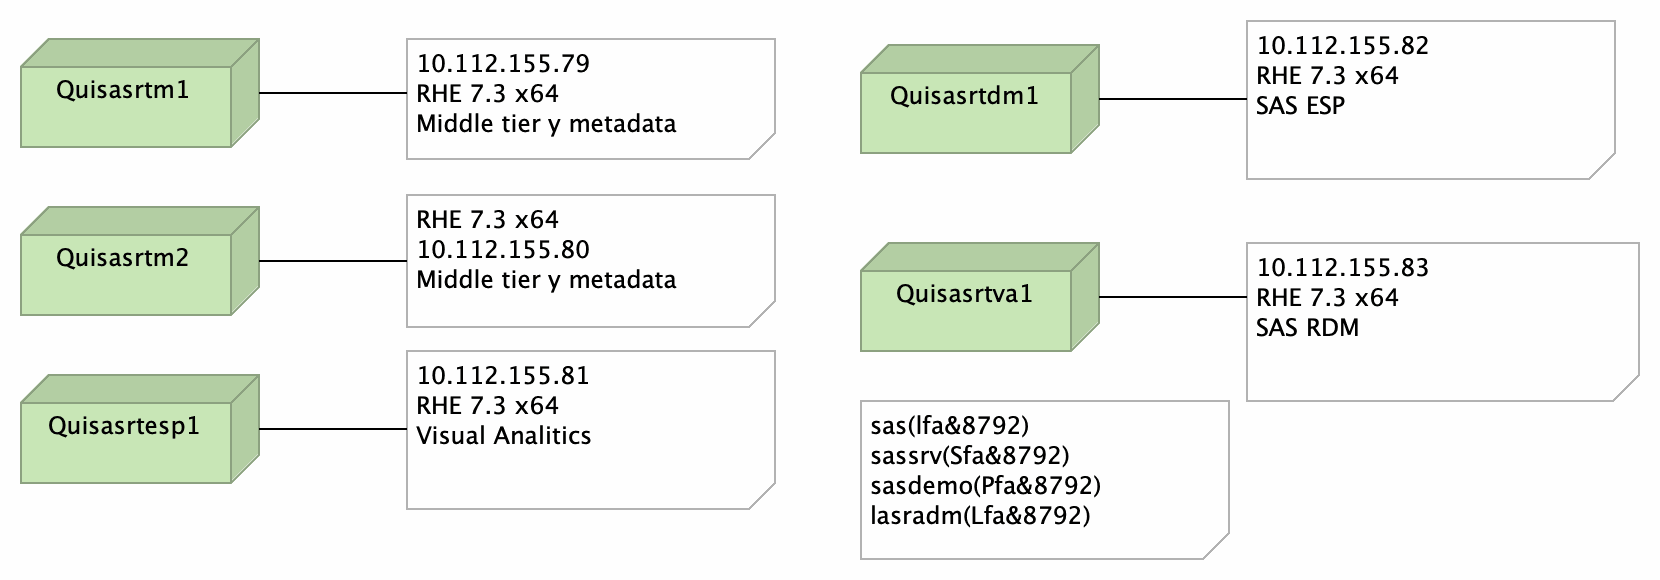 Quisasrtm1
10.112.155.79
RHE 7.3 x64
Middle tier y metadata
Quisasrtm2
RHE 7.3 x64
10.112.155.80
Middle tier y metadata
Quisasrtesp1
10.112.155.81
RHE 7.3 x64
Visual Analitics
Quisasrtdm1
10.112.155.82
RHE 7.3 x64
SAS ESP
Quisasrtva1
10.112.155.83
RHE 7.3 x64
SAS RDM
sas(lfa&8792)
sassrv(Sfa&8792)
sasdemo(Pfa&8792)
lasradm(Lfa&8792)